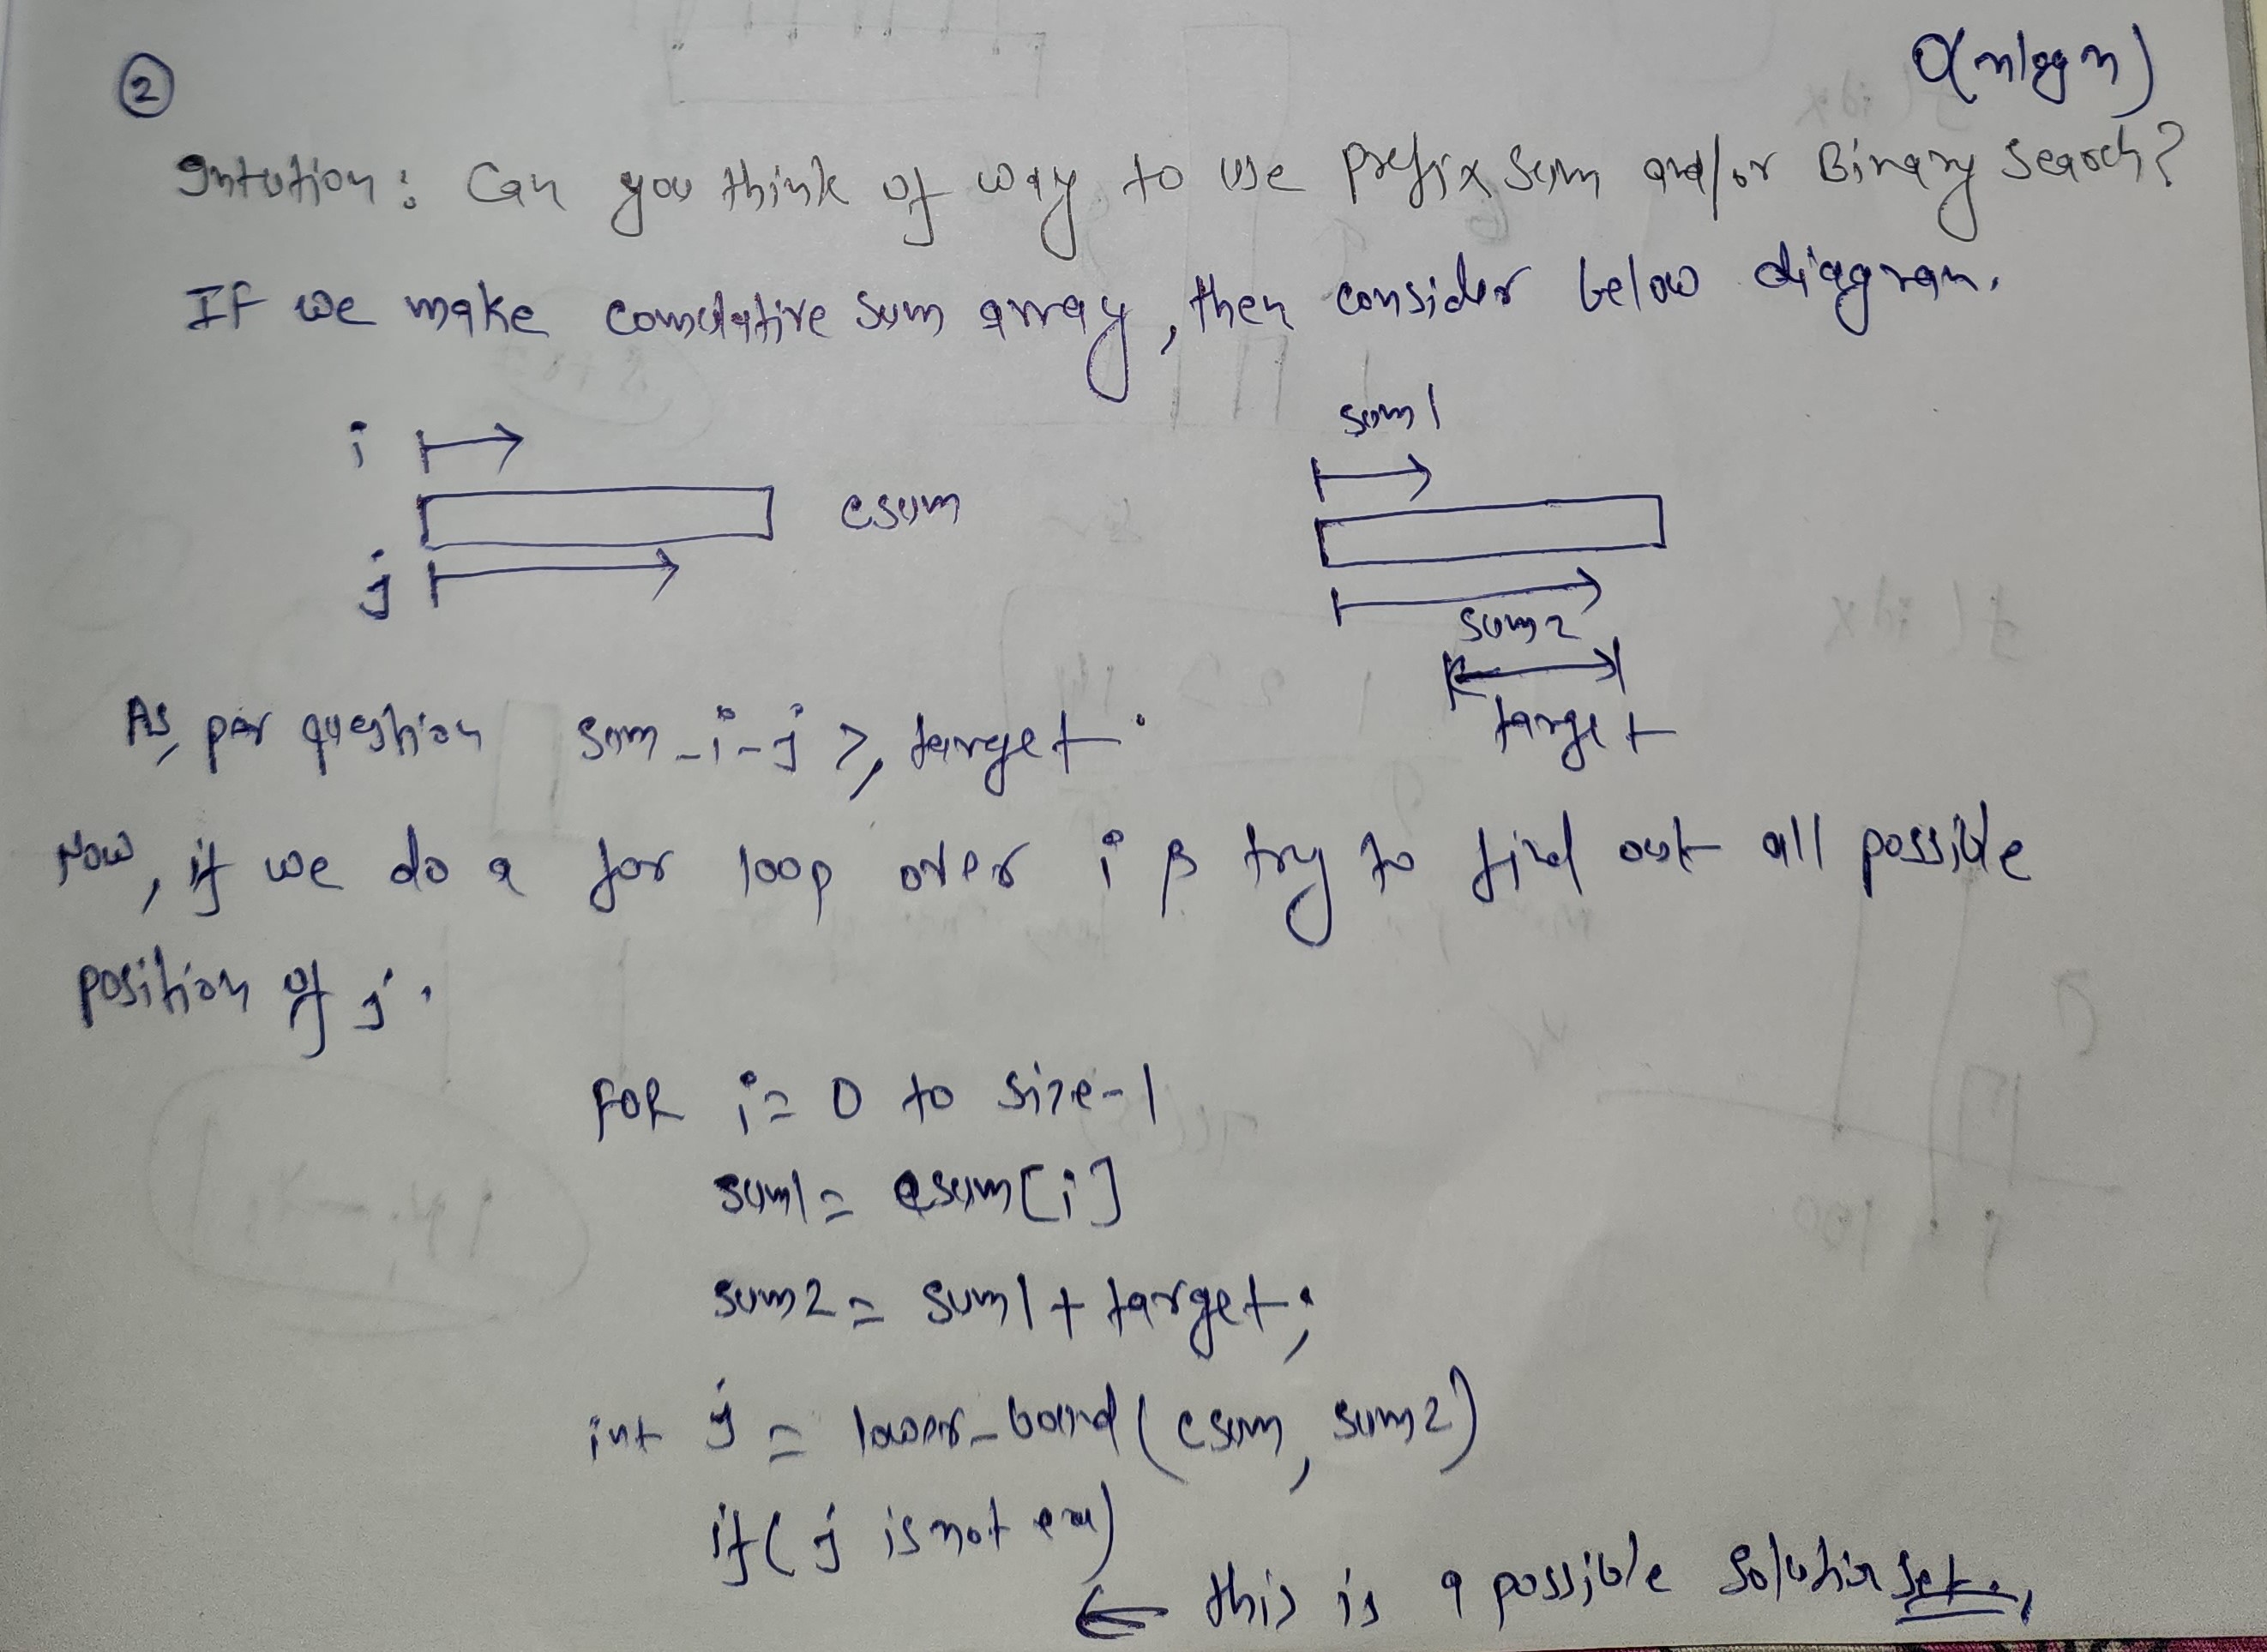 ②
O(nlogn)
Intution: Can you think of way to use prefix sum and/or Binary Search?
If we make comulative sum array, then consider below diagram.
i
csum
j
sum1
sum2
target
As per question sum_i_j >, target.
Now, if we do a for loop over i & try to find out all possible
position of j.
FOR i= 0 to size-1
sum1= csum[i]
sum2= sum1+ target;
int j = lower_bound(csum, sum2)
if( j is not end)
← this is a possible solution set.